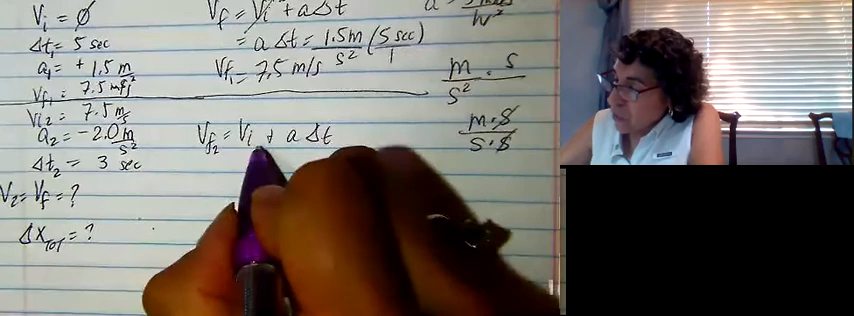 Vi = 0 Vf = Vi + aΔt
Δt1 = 5 sec = aΔt = 1.5m/s² (5 sec/1)
a1 = +1.5 m/s² Vf1 = 7.5 m/s m/s² · s
Vf1 = 7.5 m/s
Vi2 = 7.5 m/s
a2 = -2.0 m/s² Vf2 = Vi + aΔt m·s/s·s
Δt2 = 3 sec
V2 = Vf = ?
ΔxTOT = ?